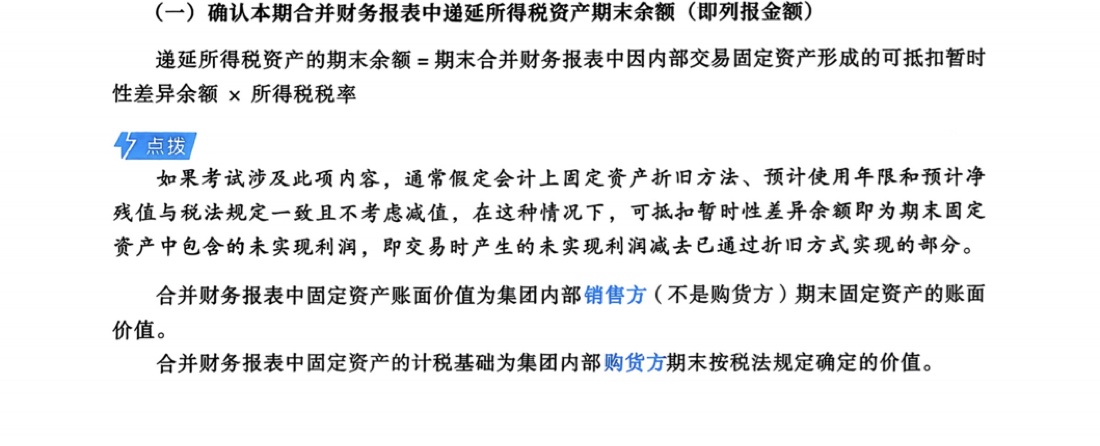 （一）确认本期合并财务报表中递延所得税资产期末余额（即列报金额）
递延所得税资产的期末余额 = 期末合并财务报表中因内部交易固定资产形成的可抵扣暂时
性差异余额 × 所得税税率
点拨
如果考试涉及此项内容，通常假定会计上固定资产折旧方法、预计使用年限和预计净
残值与税法规定一致且不考虑减值，在这种情况下，可抵扣暂时性差异余额即为期末固定
资产中包含的未实现利润，即交易时产生的未实现利润减去已通过折旧方式实现的部分。
合并财务报表中固定资产账面价值为集团内部销售方（不是购货方）期末固定资产的账面
价值。
合并财务报表中固定资产的计税基础为集团内部购货方期末按税法规定确定的价值。